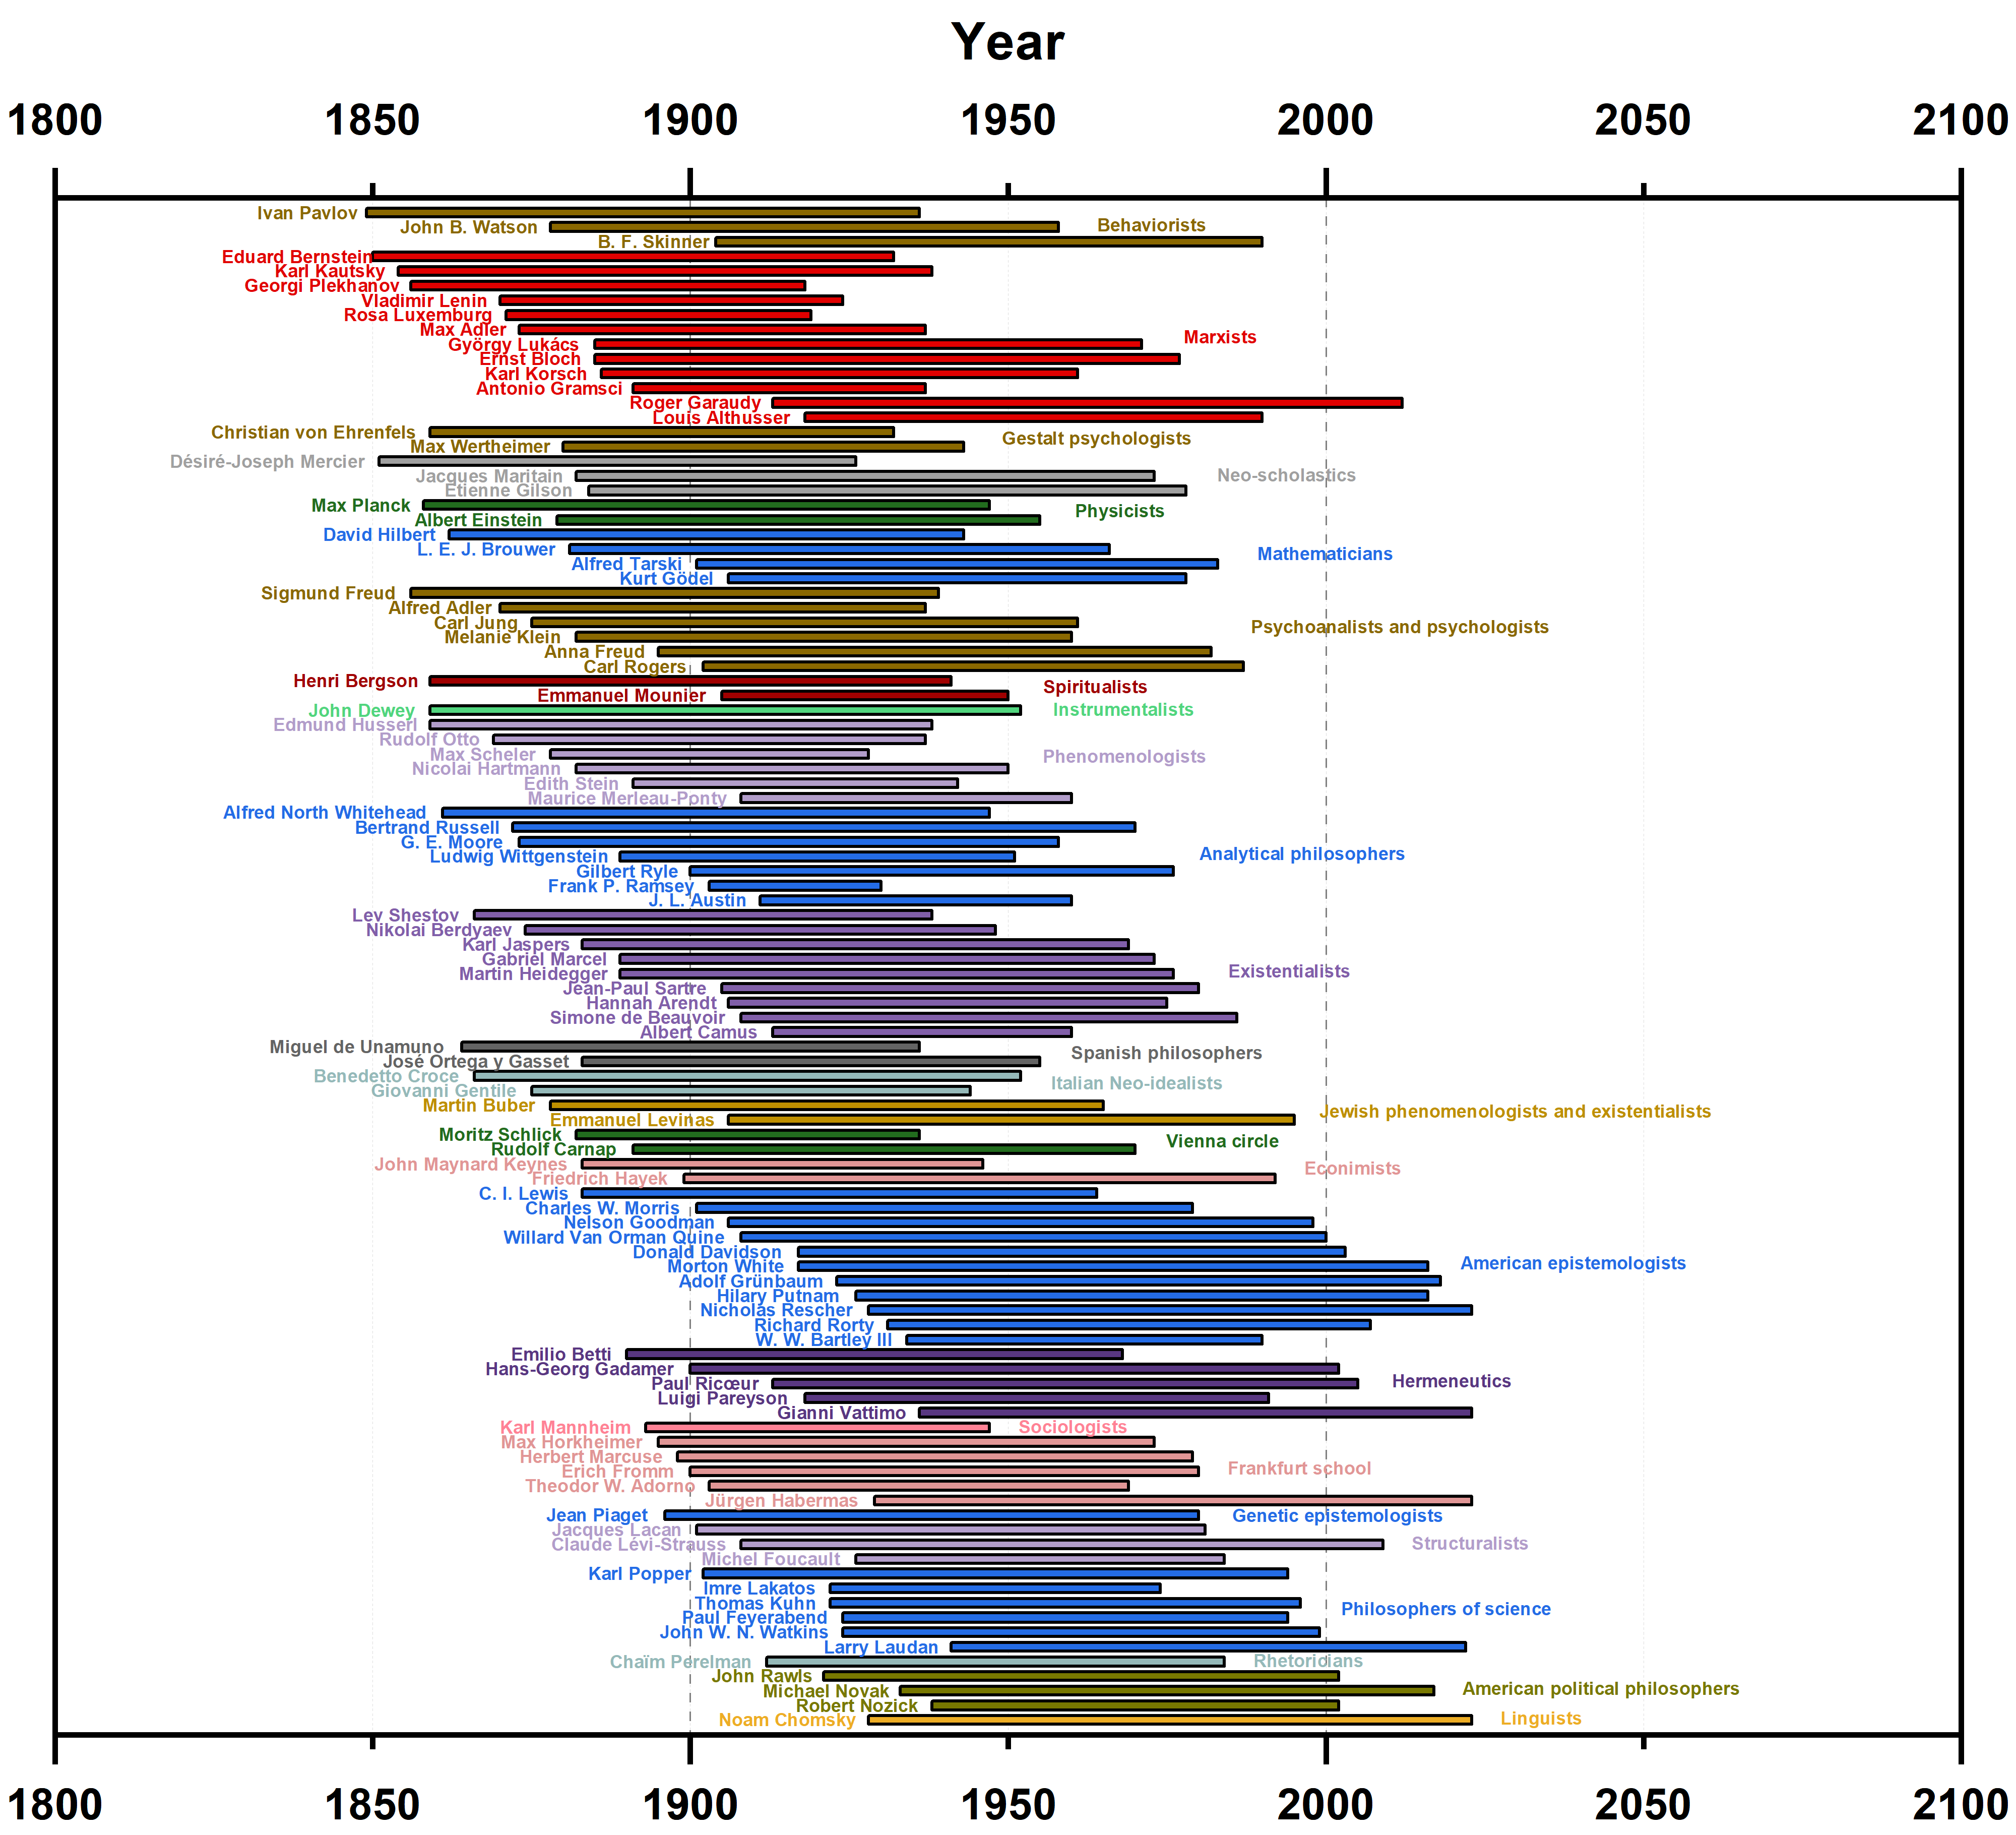 Year
1800 1850 1900 1950 2000 2050 2100
Ivan Pavlov
John B. Watson
Behaviorists
B. F. Skinner
Eduard Bernstein
Karl Kautsky
Georgi Plekhanov
Vladimir Lenin
Rosa Luxemburg
Max Adler
Marxists
György Lukács
Ernst Bloch
Karl Korsch
Antonio Gramsci
Roger Garaudy
Louis Althusser
Christian von Ehrenfels
Gestalt psychologists
Max Wertheimer
Désiré-Joseph Mercier
Jacques Maritain
Neo-scholastics
Etienne Gilson
Max Planck
Physicists
Albert Einstein
David Hilbert
L. E. J. Brouwer
Mathematicians
Alfred Tarski
Kurt Gödel
Sigmund Freud
Alfred Adler
Carl Jung
Psychoanalists and psychologists
Melanie Klein
Anna Freud
Carl Rogers
Henri Bergson
Spiritualists
Emmanuel Mounier
John Dewey
Instrumentalists
Edmund Husserl
Rudolf Otto
Max Scheler
Phenomenologists
Nicolai Hartmann
Edith Stein
Maurice Merleau-Ponty
Alfred North Whitehead
Bertrand Russell
G. E. Moore
Analytical philosophers
Ludwig Wittgenstein
Gilbert Ryle
Frank P. Ramsey
J. L. Austin
Lev Shestov
Nikolai Berdyaev
Karl Jaspers
Gabriel Marcel
Existentialists
Martin Heidegger
Jean-Paul Sartre
Hannah Arendt
Simone de Beauvoir
Albert Camus
Miguel de Unamuno
Spanish philosophers
José Ortega y Gasset
Benedetto Croce
Italian Neo-idealists
Giovanni Gentile
Martin Buber
Jewish phenomenologists and existentialists
Emmanuel Levinas
Moritz Schlick
Vienna circle
Rudolf Carnap
John Maynard Keynes
Econimists
Friedrich Hayek
C. I. Lewis
Charles W. Morris
Nelson Goodman
Willard Van Orman Quine
Donald Davidson
American epistemologists
Morton White
Adolf Grünbaum
Hilary Putnam
Nicholas Rescher
Richard Rorty
W. W. Bartley III
Emilio Betti
Hans-Georg Gadamer
Hermeneutics
Paul Ricœur
Luigi Pareyson
Gianni Vattimo
Karl Mannheim
Sociologists
Max Horkheimer
Herbert Marcuse
Frankfurt school
Erich Fromm
Theodor W. Adorno
Jürgen Habermas
Jean Piaget
Genetic epistemologists
Jacques Lacan
Claude Lévi-Strauss
Structuralists
Michel Foucault
Karl Popper
Imre Lakatos
Thomas Kuhn
Philosophers of science
Paul Feyerabend
John W. N. Watkins
Larry Laudan
Chaïm Perelman
Rhetoricians
John Rawls
Michael Novak
American political philosophers
Robert Nozick
Noam Chomsky
Linguists
1800 1850 1900 1950 2000 2050 2100